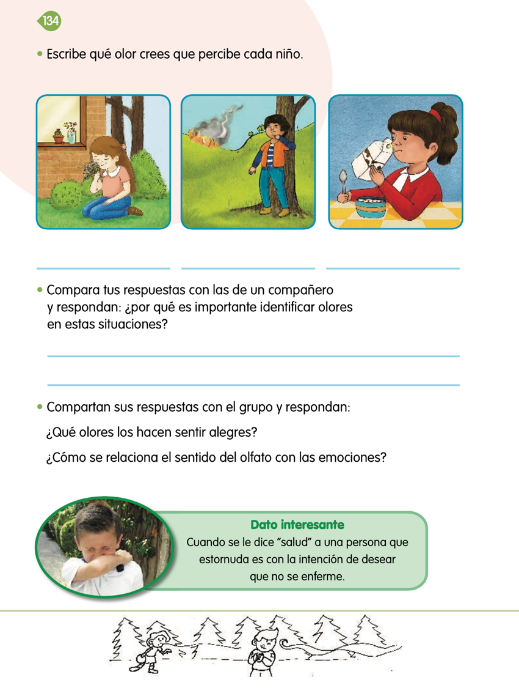 134
• Escribe qué olor crees que percibe cada niño.
• Compara tus respuestas con las de un compañero
y respondan: ¿por qué es importante identificar olores
en estas situaciones?
• Compartan sus respuestas con el grupo y respondan:
¿Qué olores los hacen sentir alegres?
¿Cómo se relaciona el sentido del olfato con las emociones?
Dato interesante
Cuando se le dice “salud” a una persona que
estornuda es con la intención de desear
que no se enferme.